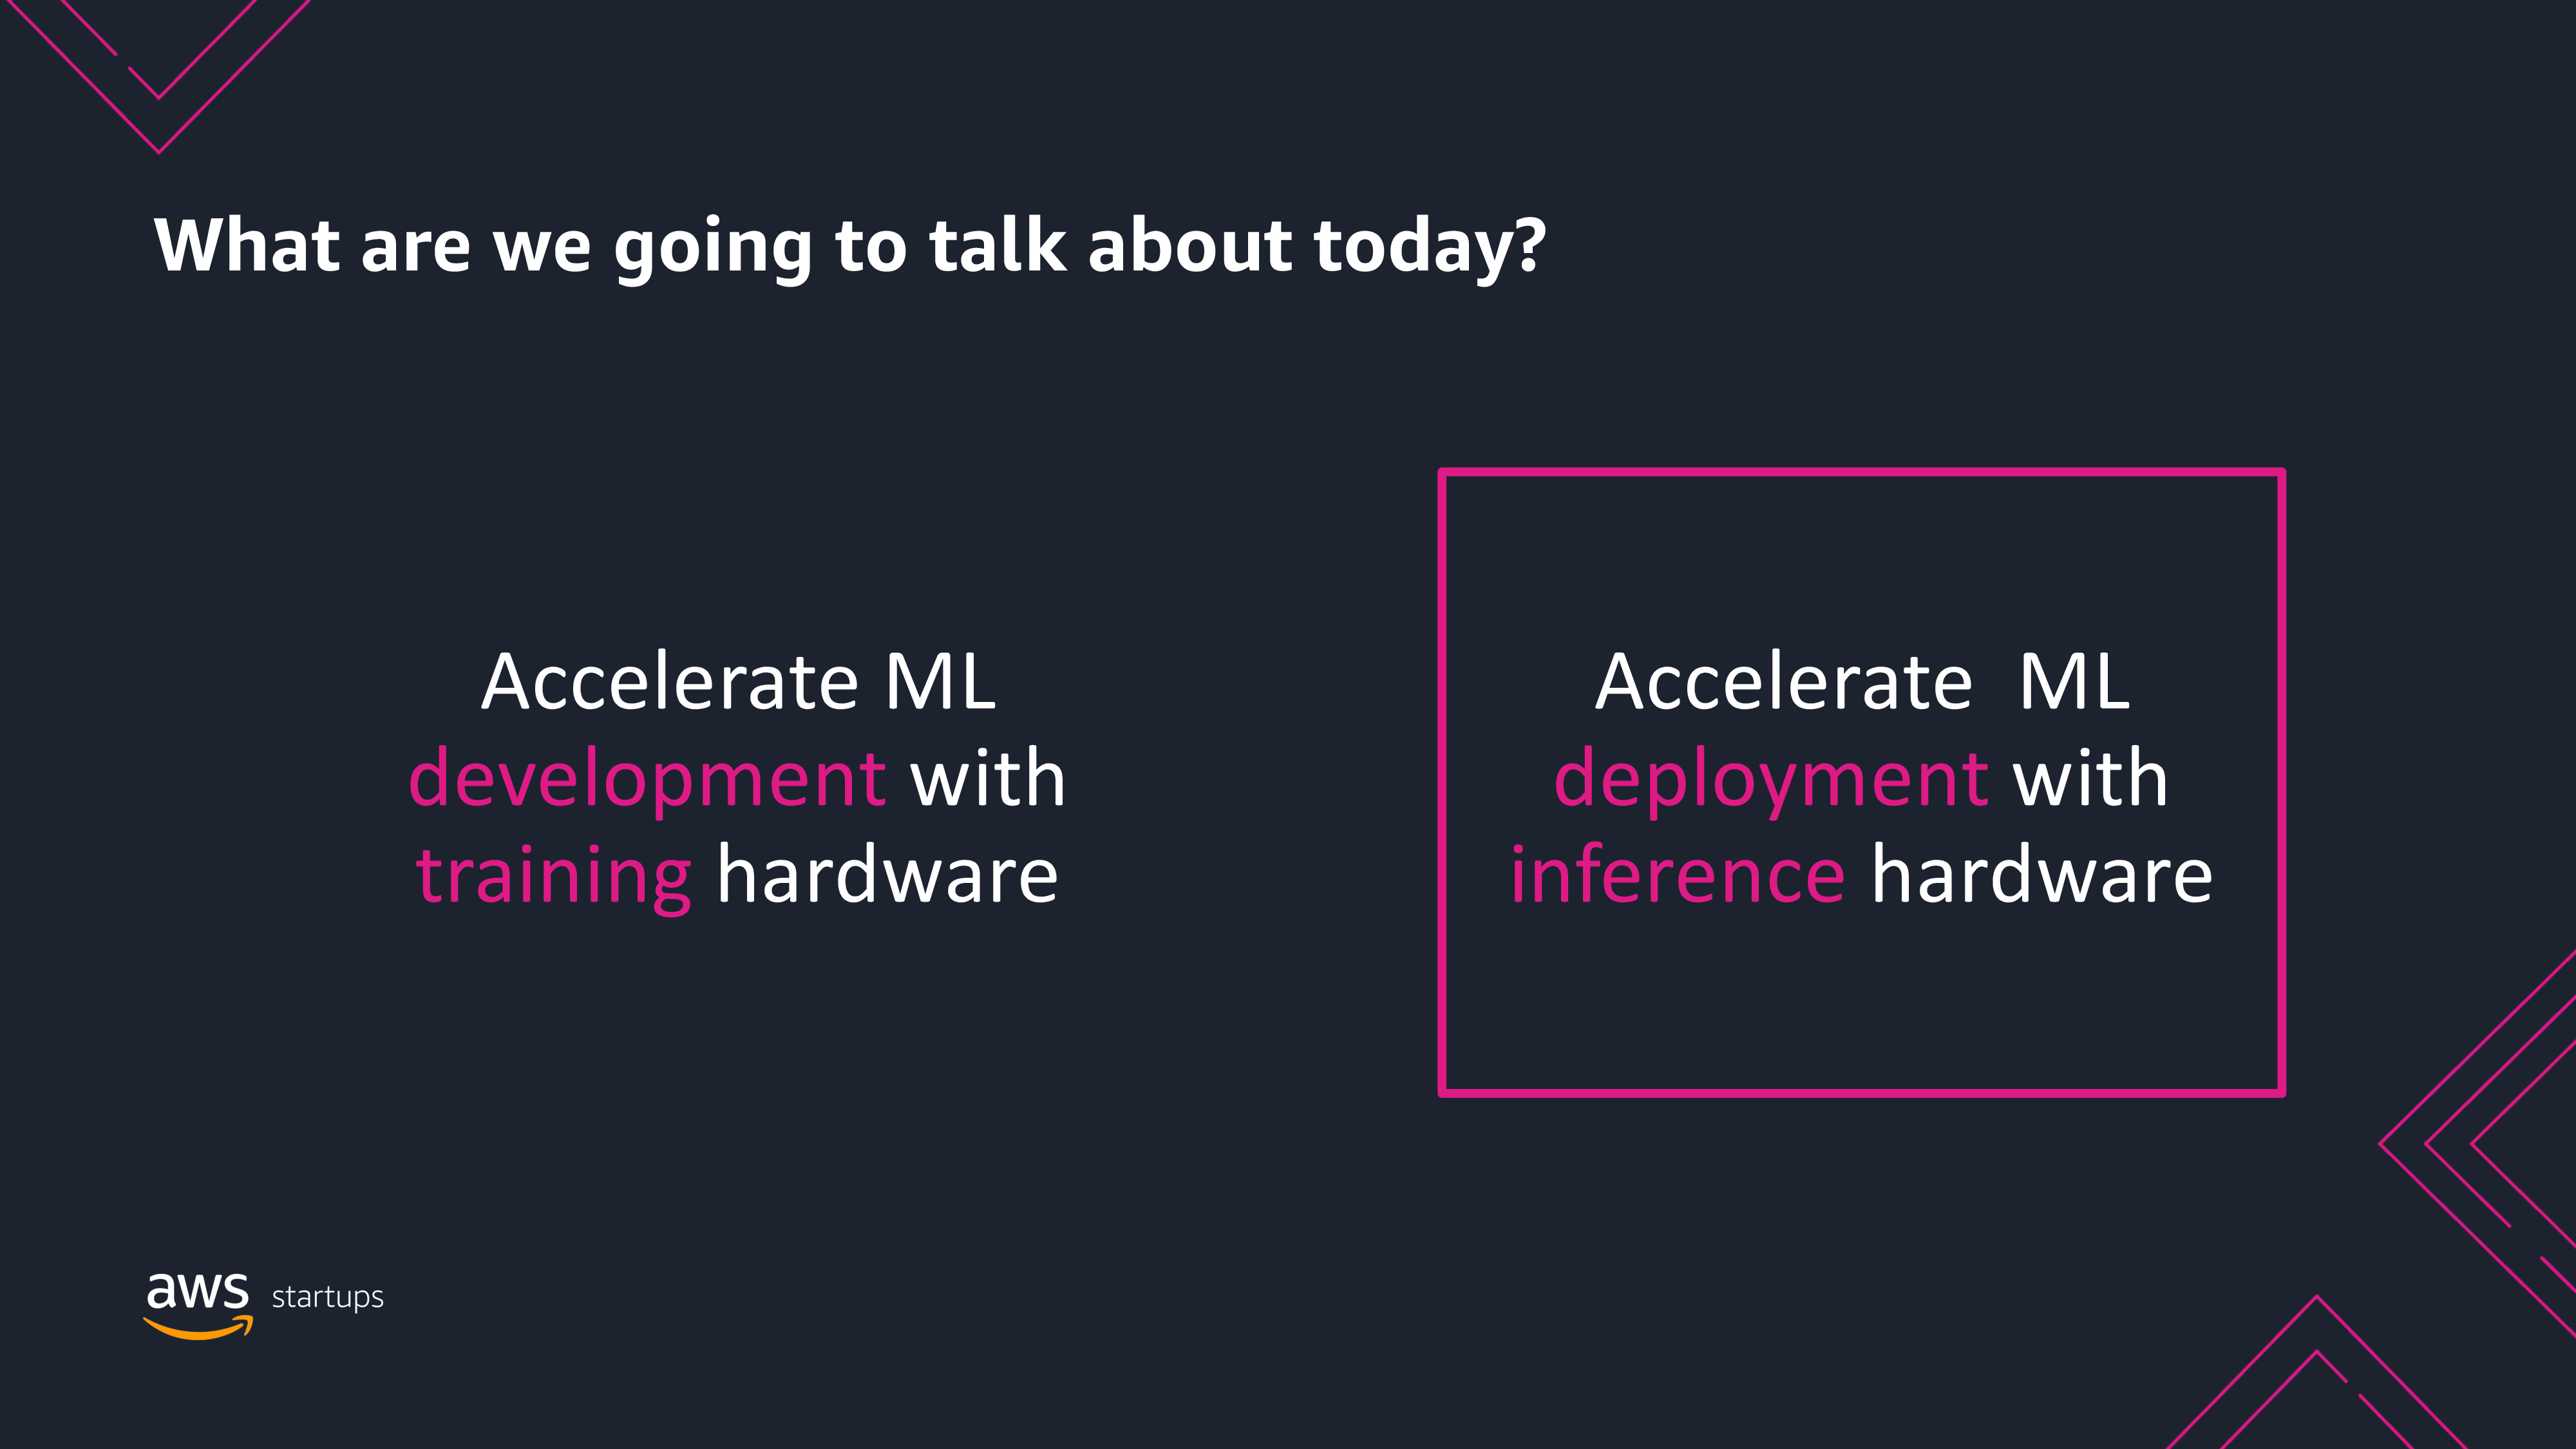 What are we going to talk about today?
Accelerate ML
development with
training hardware
Accelerate  ML
deployment with
inference hardware
aws startups